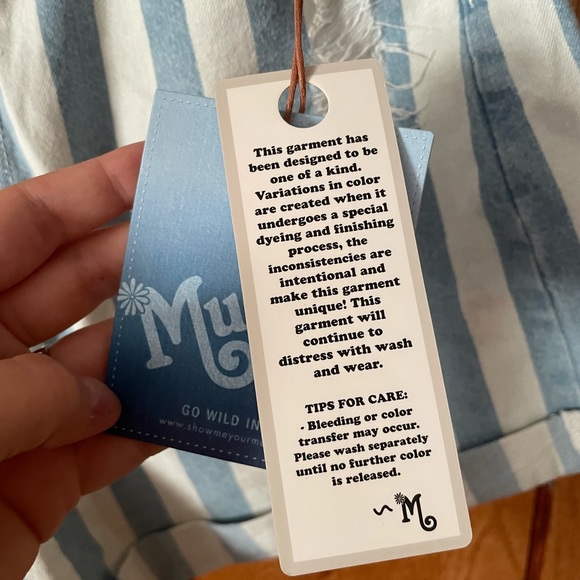 This garment has
been designed to be
one of a kind.
Variations in color
are created when it
undergoes a special
dyeing and finishing
process, the
inconsistencies are
intentional and
make this garment
unique! This
garment will
continue to
distress with wash
and wear.
TIPS FOR CARE:
- Bleeding or color
transfer may occur.
Please wash separately
until no further color
is released.
~M
Mu
GO WILD IN
www.showmeyourm